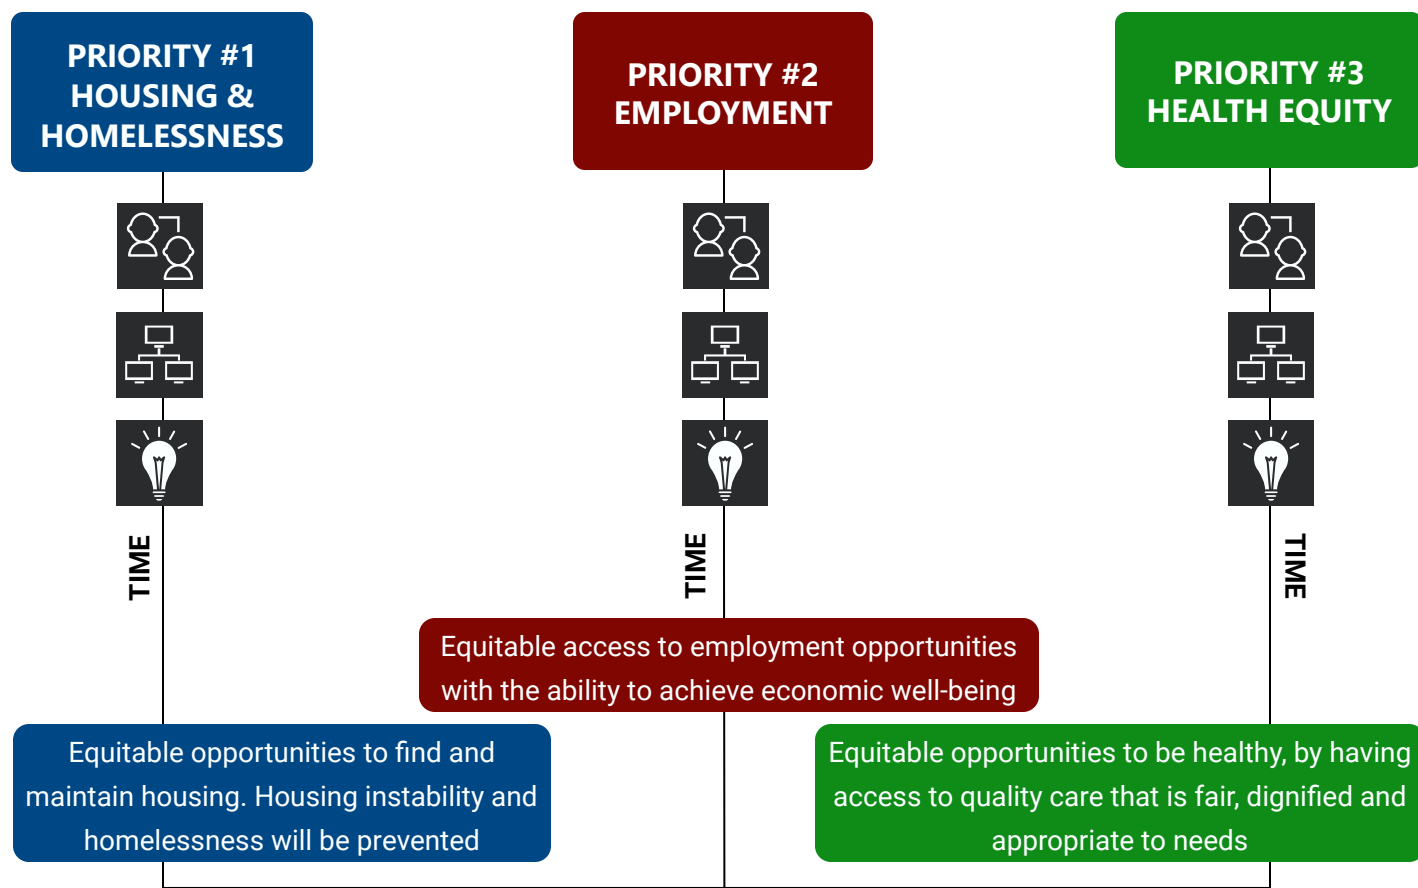 PRIORITY #1
HOUSING &
HOMELESSNESS
PRIORITY #2
EMPLOYMENT
PRIORITY #3
HEALTH EQUITY
TIME
TIME
TIME
Equitable access to employment opportunities
with the ability to achieve economic well-being
Equitable opportunities to find and
maintain housing. Housing instability and
homelessness will be prevented
Equitable opportunities to be healthy, by having
access to quality care that is fair, dignified and
appropriate to needs